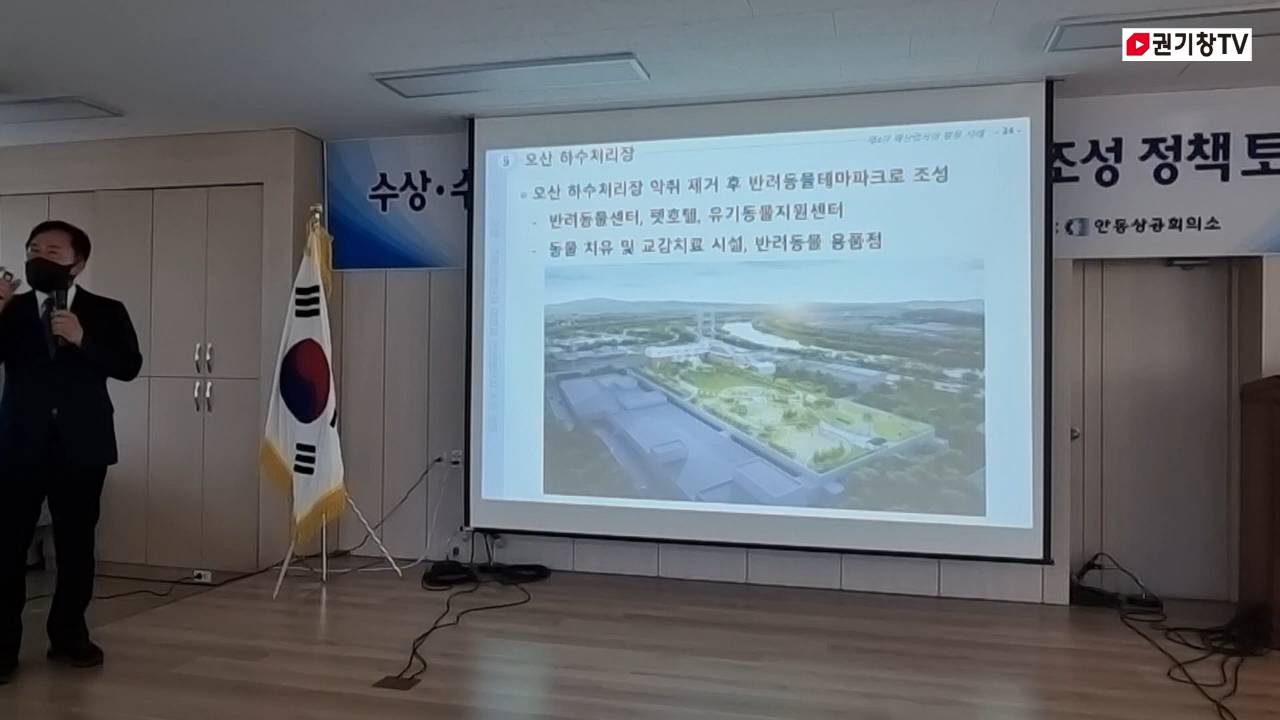 권기창TV
수상·수
조성 정책 토
안동상공회의소
- 24 -
오산 하수처리장
오산 하수처리장 악취 제거 후 반려동물테마파크로 조성
- 반려동물센터, 펫호텔, 유기동물지원센터
- 동물 치유 및 교감치료 시설, 반려동물 용품점